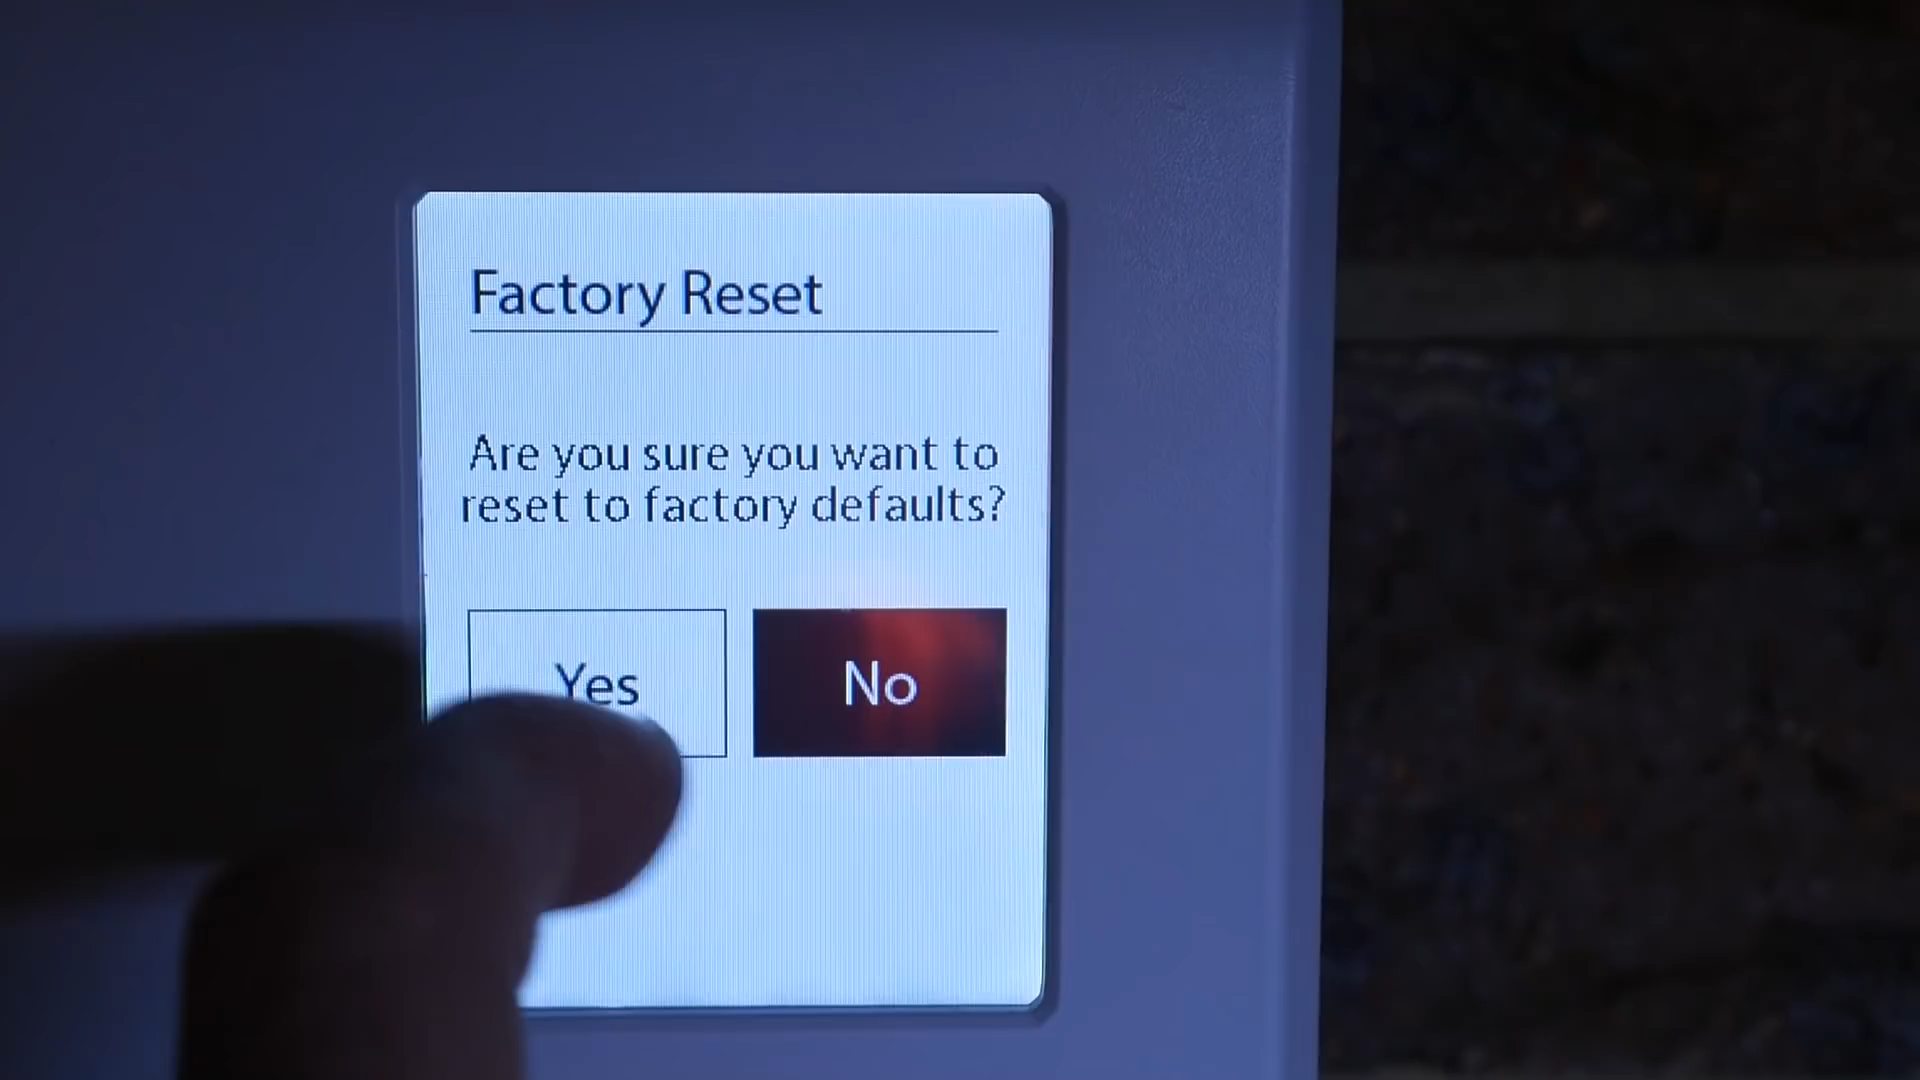 Factory Reset
Are you sure you want to
reset to factory defaults?
Yes
No